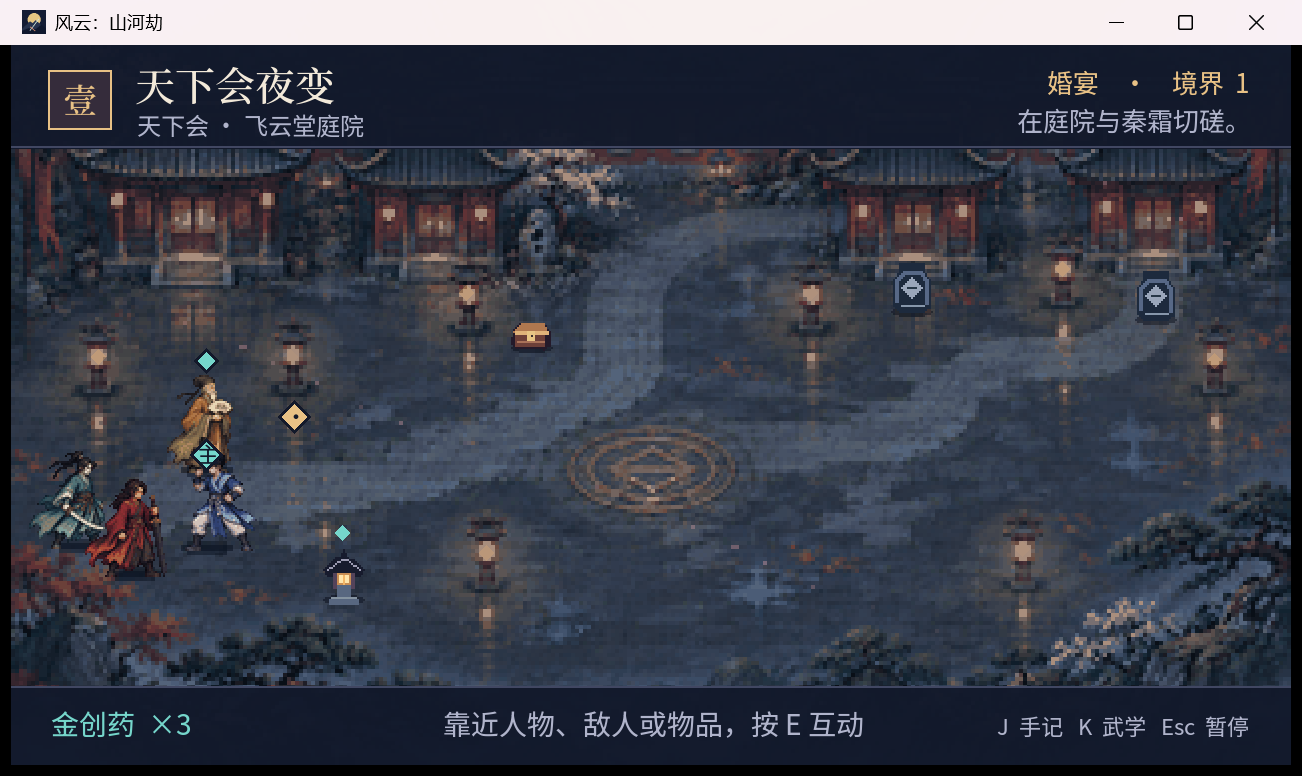 风云：山河劫
壹
天下会夜变
天下会 · 飞云堂庭院
婚宴 · 境界 1
在庭院与秦霜切磋。
金创药 ×3
靠近人物、敌人或物品，按 E 互动
J 手记 K 武学 Esc 暂停